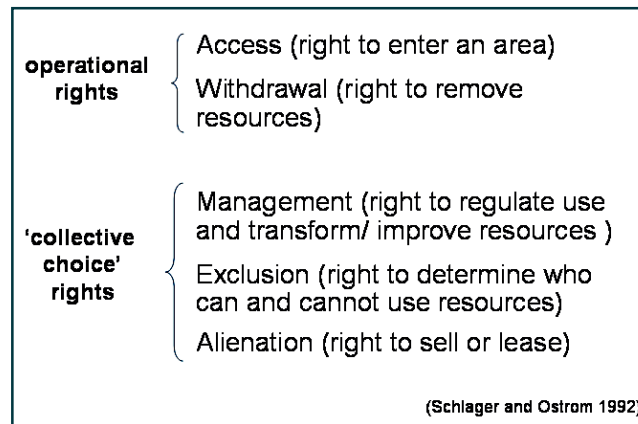 operational
rights
Access (right to enter an area)
Withdrawal (right to remove
resources)
'collective
choice'
rights
Management (right to regulate use
and transform/ improve resources )
Exclusion (right to determine who
can and cannot use resources)
Alienation (right to sell or lease)
(Schlager and Ostrom 1992)